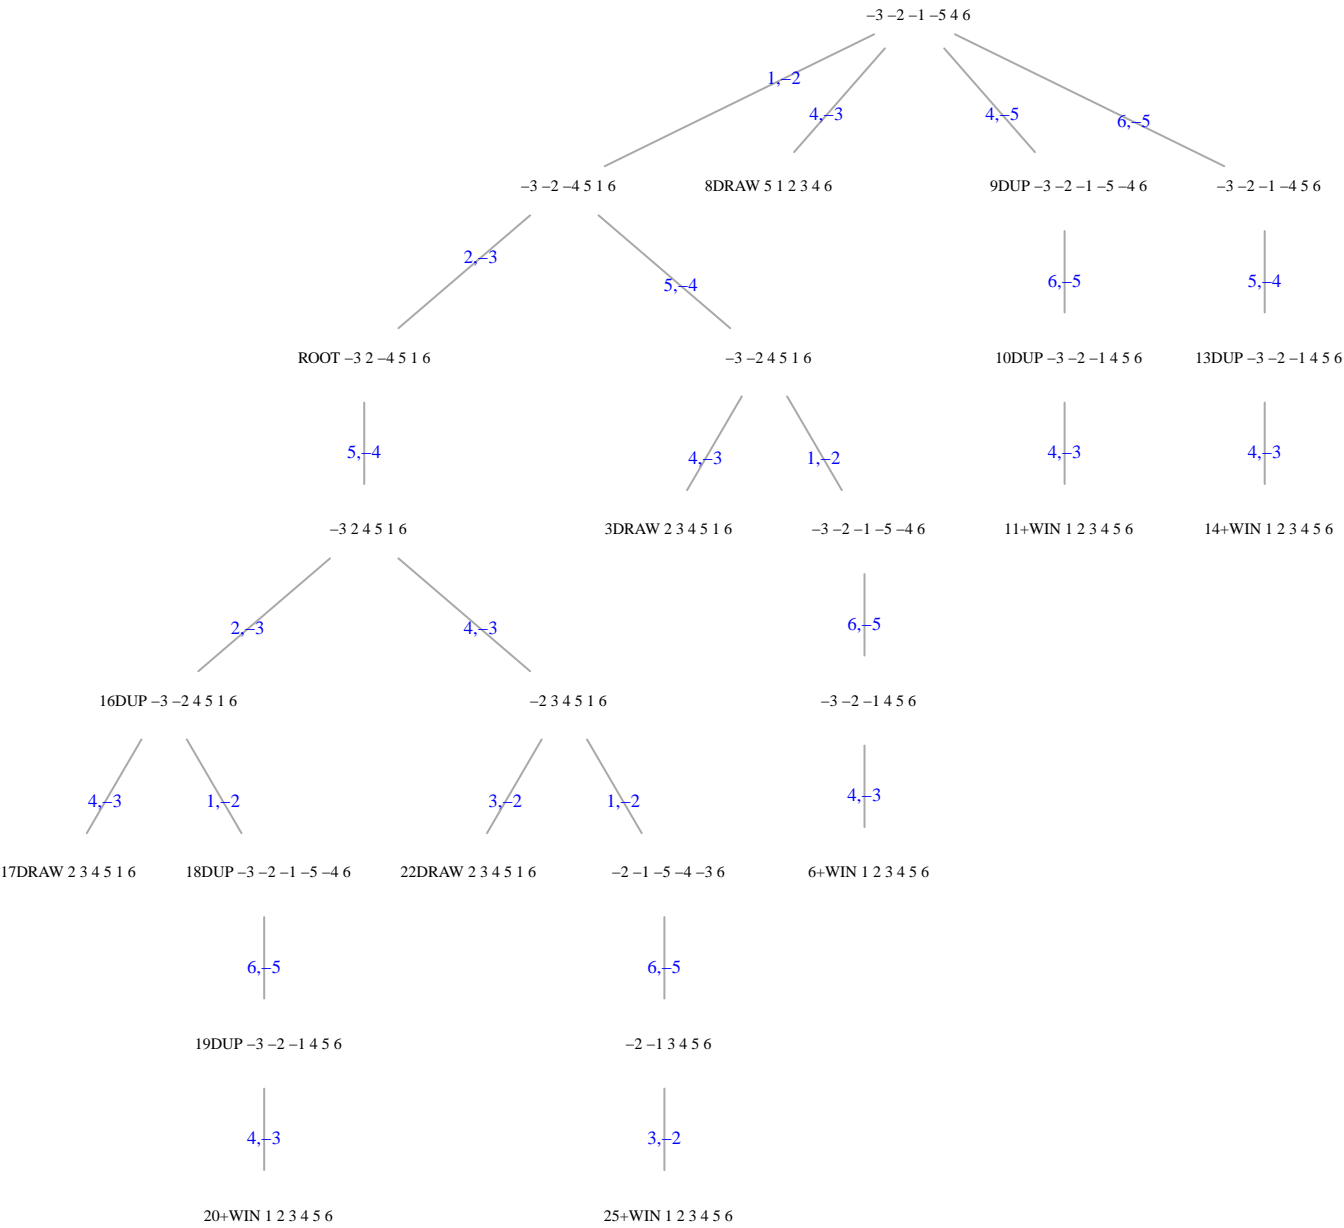 –3 –2 –1 –5 4 6
1,–2
4,–3
4,–5
6,–5
–3 –2 –4 5 1 6
8DRAW 5 1 2 3 4 6
9DUP –3 –2 –1 –5 –4 6
–3 –2 –1 –4 5 6
2,–3
5,–4
6,–5
5,–4
ROOT –3 2 –4 5 1 6
–3 –2 4 5 1 6
10DUP –3 –2 –1 4 5 6
13DUP –3 –2 –1 4 5 6
5,–4
4,–3
1,–2
4,–3
4,–3
–3 2 4 5 1 6
3DRAW 2 3 4 5 1 6
–3 –2 –1 –5 –4 6
11+WIN 1 2 3 4 5 6
14+WIN 1 2 3 4 5 6
2,–3
4,–3
6,–5
16DUP –3 –2 4 5 1 6
–2 3 4 5 1 6
–3 –2 –1 4 5 6
4,–3
1,–2
3,–2
1,–2
4,–3
17DRAW 2 3 4 5 1 6
18DUP –3 –2 –1 –5 –4 6
22DRAW 2 3 4 5 1 6
–2 –1 –5 –4 –3 6
6+WIN 1 2 3 4 5 6
6,–5
6,–5
19DUP –3 –2 –1 4 5 6
–2 –1 3 4 5 6
4,–3
3,–2
20+WIN 1 2 3 4 5 6
25+WIN 1 2 3 4 5 6